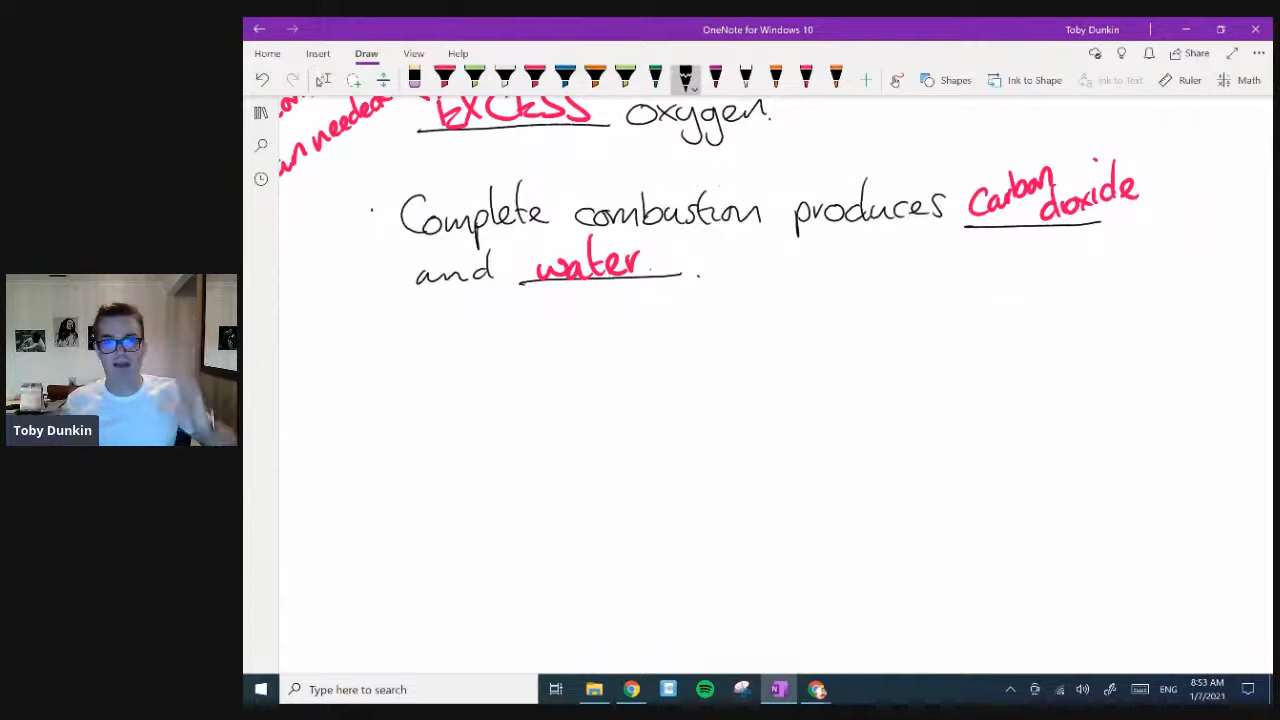 OneNote for Windows 10
Toby Dunkin
Home Insert Draw View Help
Share
Shapes
Ink to Shape
Ink to Text
Ruler
Math
in needed
Excess oxygen.
Complete combustion produces Carbon
dioxide
and water.
Toby Dunkin
Type here to search
ENG
8:53 AM
1/7/2021